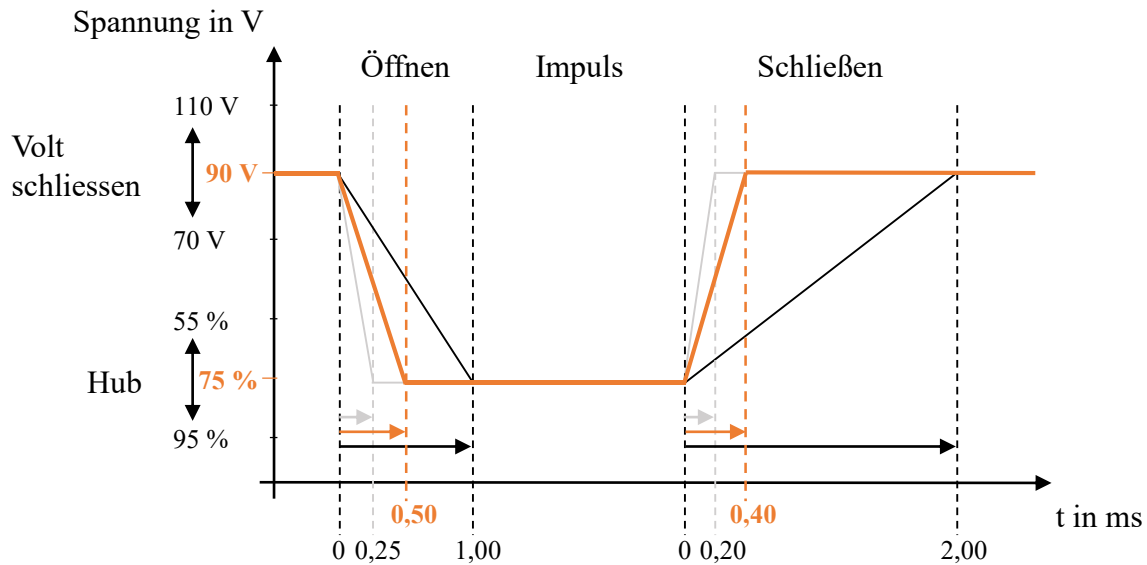 Spannung in V
Öffnen
Impuls
Schließen
110 V
Volt
schliessen
90 V
70 V
55 %
Hub
75 %
95 %
0,50
0,40
t in ms
0
0,25
1,00
0
0,20
2,00